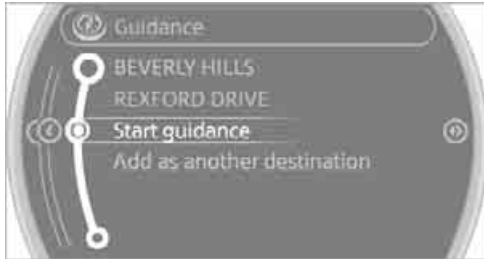 Guidance
BEVERLY HILLS
REXFORD DRIVE
Start guidance
Add as another destination